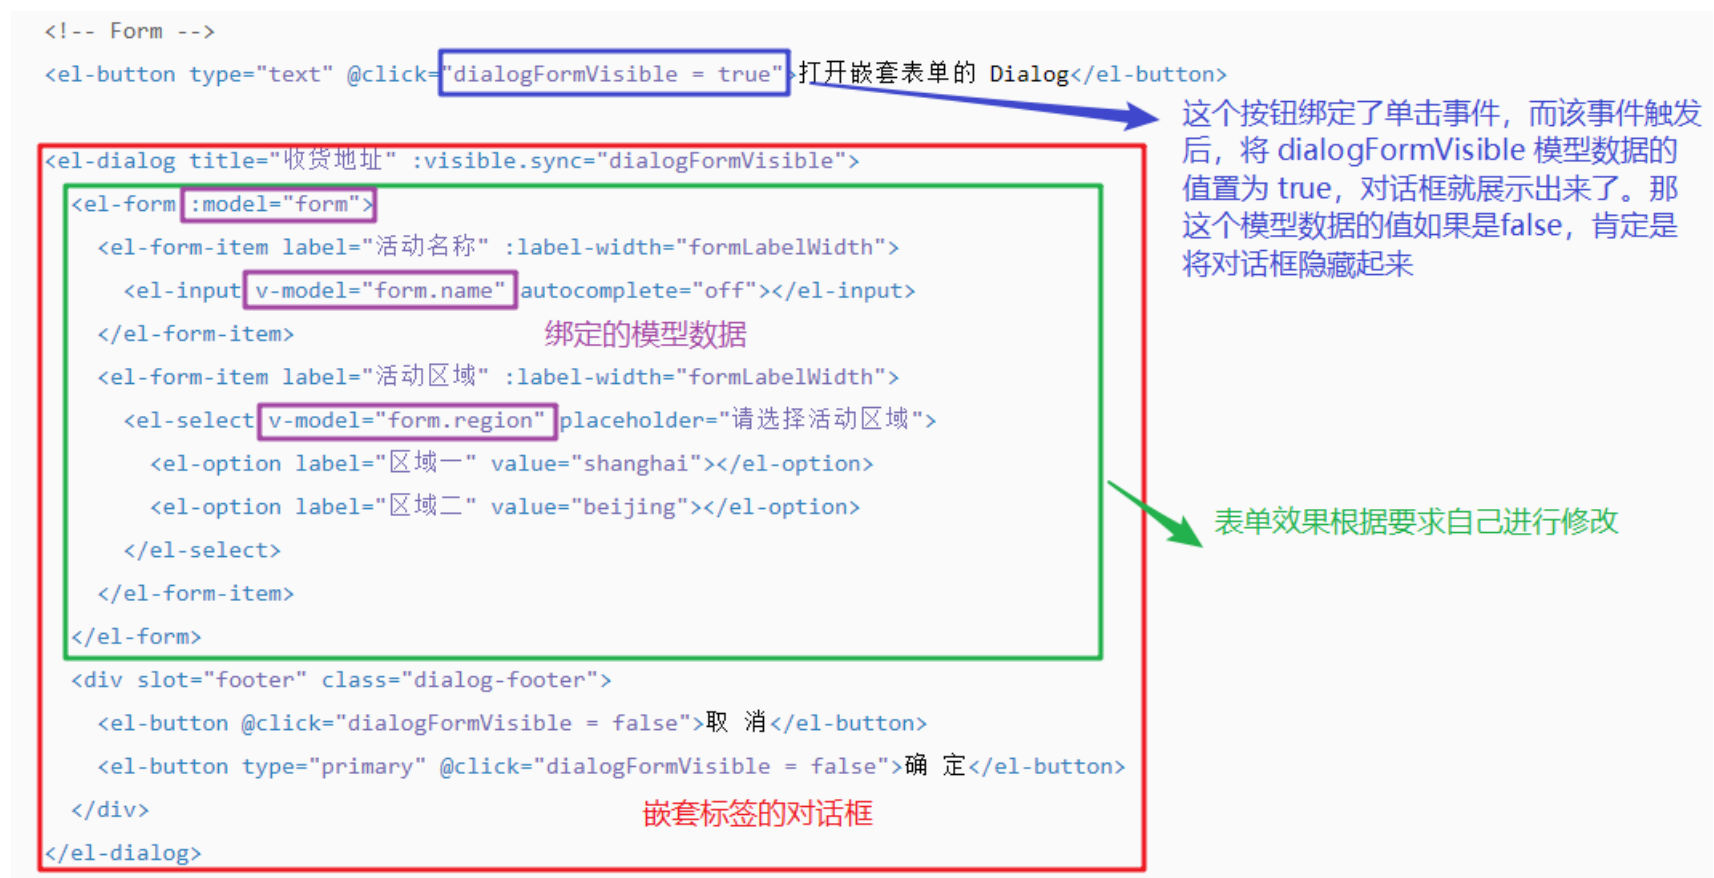 <!-- Form -->
<el-button type="text" @click="dialogFormVisible = true">打开嵌套表单的 Dialog</el-button>
这个按钮绑定了单击事件，而该事件触发
后，将 dialogFormVisible 模型数据的
值置为 true，对话框就展示出来了。那
这个模型数据的值如果是false，肯定是
将对话框隐藏起来
<el-dialog title="收货地址" :visible.sync="dialogFormVisible">
<el-form :model="form">
<el-form-item label="活动名称" :label-width="formLabelWidth">
<el-input v-model="form.name" autocomplete="off"></el-input>
</el-form-item>
绑定的模型数据
<el-form-item label="活动区域" :label-width="formLabelWidth">
<el-select v-model="form.region" placeholder="请选择活动区域">
<el-option label="区域一" value="shanghai"></el-option>
<el-option label="区域二" value="beijing"></el-option>
表单效果根据要求自己进行修改
</el-select>
</el-form-item>
</el-form>
<div slot="footer" class="dialog-footer">
<el-button @click="dialogFormVisible = false">取 消</el-button>
<el-button type="primary" @click="dialogFormVisible = false">确 定</el-button>
</div>
嵌套标签的对话框
</el-dialog>